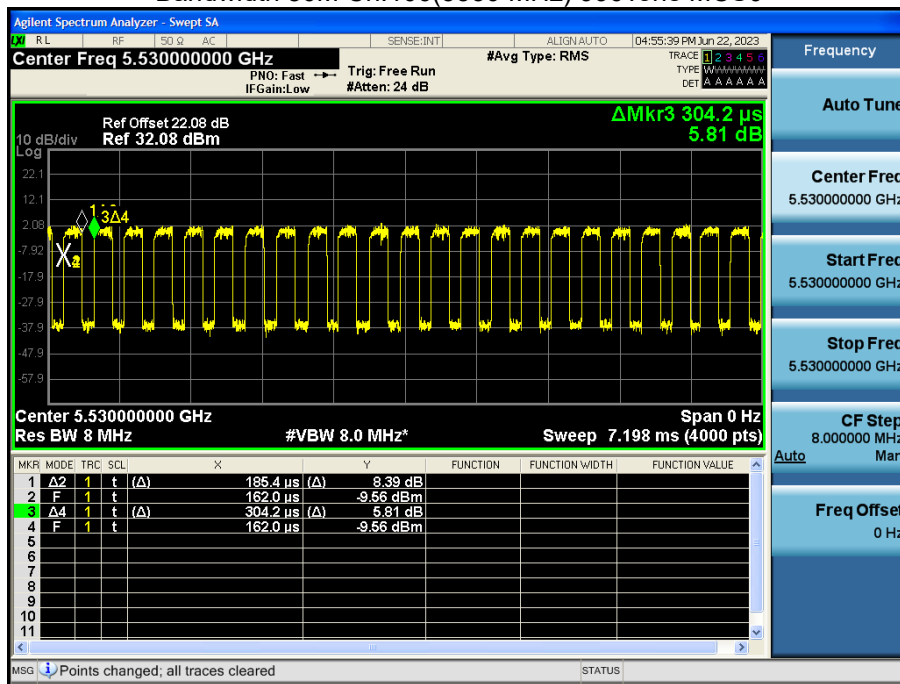 Agilent Spectrum Analyzer - Swept SA
LXI RL RF 50 Ω AC SENSE:INT ALIGN AUTO 04:55:39 PM Jun 22, 2023
Center Freq 5.530000000 GHz #Avg Type: RMS TRACE 1 2 3 4 5 6
PNO: Fast Trig: Free Run TYPE WWWWWW
IFGain:Low #Atten: 24 dB DET A A A A A A
Frequency
Auto Tune
Center Freq
5.530000000 GHz
Start Freq
5.530000000 GHz
Stop Freq
5.530000000 GHz
CF Step
8.000000 MHz
Auto Man
Freq Offset
0 Hz
Ref Offset 22.08 dB ΔMkr3 304.2 µs
10 dB/div Ref 32.08 dBm 5.81 dB
Log
22.1
12.1
2.08
-7.92
-17.9
-27.9
-37.9
-47.9
-57.9
3Δ4
X
Center 5.530000000 GHz Span 0 Hz
Res BW 8 MHz #VBW 8.0 MHz* Sweep 7.198 ms (4000 pts)
MKR MODE TRC SCL X Y FUNCTION FUNCTION WIDTH FUNCTION VALUE
1 Δ2 1 t (Δ) 185.4 µs (Δ) 8.39 dB
2 F 1 t 162.0 µs -9.56 dBm
3 Δ4 1 t (Δ) 304.2 µs (Δ) 5.81 dB
4 F 1 t 162.0 µs -9.56 dBm
5
6
7
8
9
10
11
MSG Points changed; all traces cleared STATUS